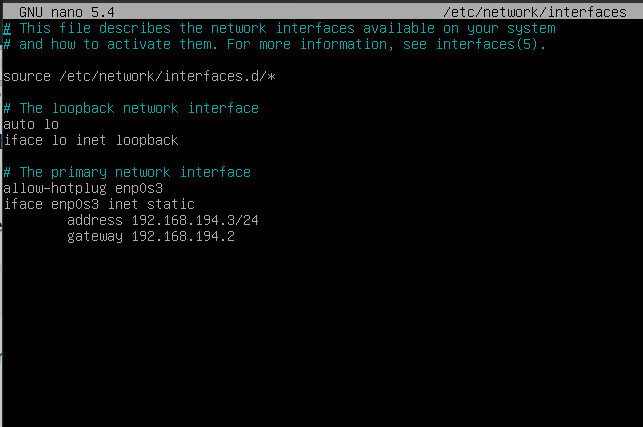 GNU nano 5.4 /etc/network/interfaces
# This file describes the network interfaces available on your system
# and how to activate them. For more information, see interfaces(5).
source /etc/network/interfaces.d/*
# The loopback network interface
auto lo
iface lo inet loopback
# The primary network interface
allow-hotplug enp0s3
iface enp0s3 inet static
address 192.168.194.3/24
gateway 192.168.194.2